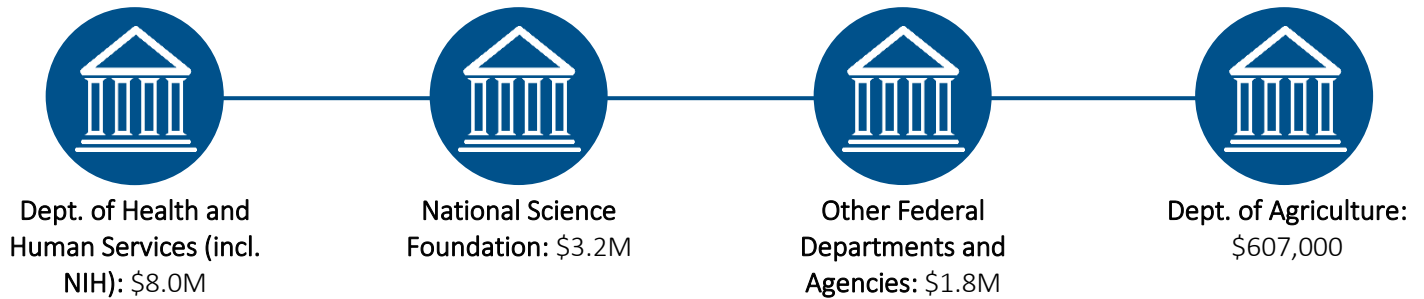 Dept. of Health and
Human Services (incl.
NIH): $8.0M
National Science
Foundation: $3.2M
Other Federal
Departments and
Agencies: $1.8M
Dept. of Agriculture:
$607,000